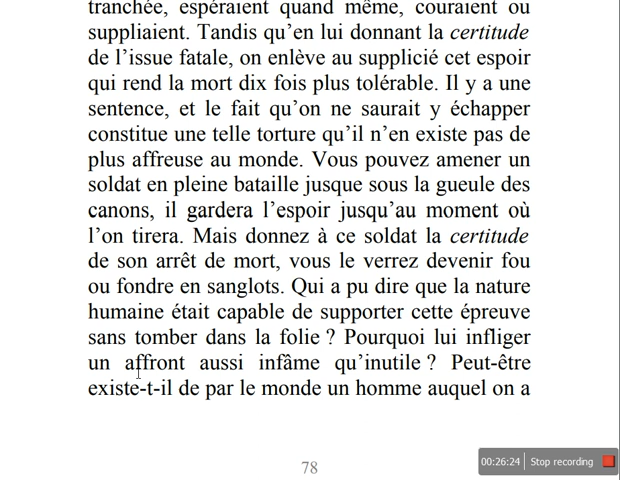 tranchée, espéraient quand même, couraient ou
suppliaient. Tandis qu'en lui donnant la certitude
de l'issue fatale, on enlève au supplicié cet espoir
qui rend la mort dix fois plus tolérable. Il y a une
sentence, et le fait qu'on ne saurait y échapper
constitue une telle torture qu'il n'en existe pas de
plus affreuse au monde. Vous pouvez amener un
soldat en pleine bataille jusque sous la gueule des
canons, il gardera l'espoir jusqu'au moment où
l'on tirera. Mais donnez à ce soldat la certitude
de son arrêt de mort, vous le verrez devenir fou
ou fondre en sanglots. Qui a pu dire que la nature
humaine était capable de supporter cette épreuve
sans tomber dans la folie ? Pourquoi lui infliger
un affront aussi infâme qu'inutile ? Peut-être
existe-t-il de par le monde un homme auquel on a
78
00:26:24 Stop recording